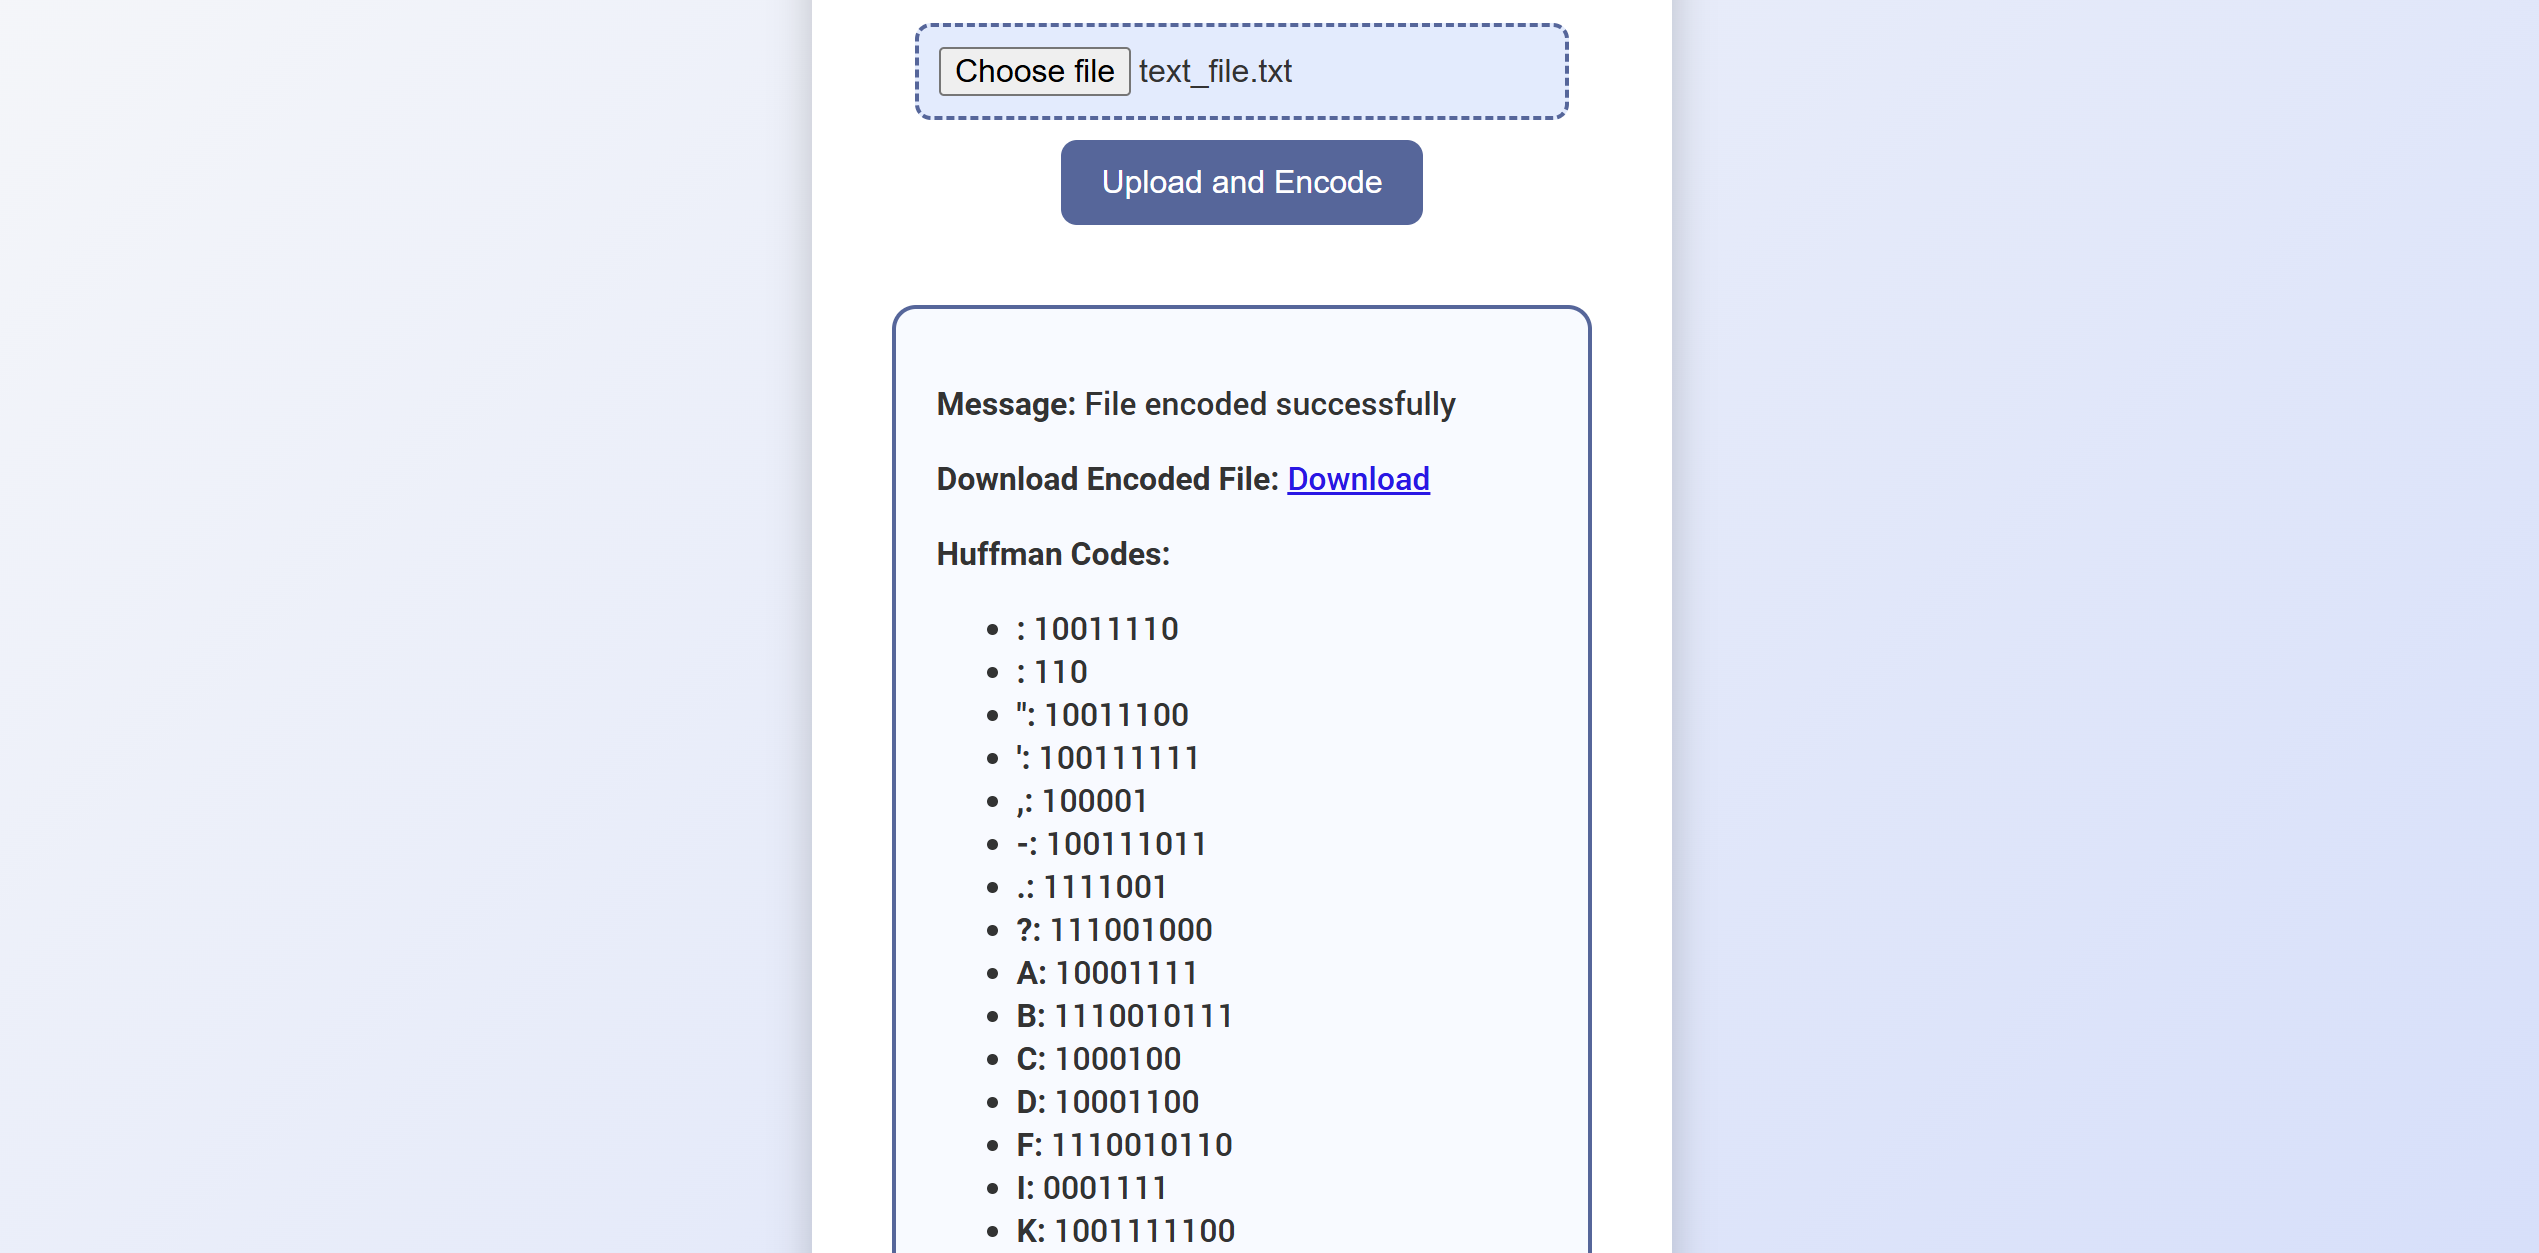 Choose file text_file.txt
Upload and Encode
Message: File encoded successfully
Download Encoded File: Download
Huffman Codes:
• : 10011110
• : 110
• ": 10011100
• ': 100111111
• ,: 100001
• -: 100111011
• .: 1111001
• ?: 111001000
• A: 10001111
• B: 1110010111
• C: 1000100
• D: 10001100
• F: 1110010110
• I: 0001111
• K: 1001111100